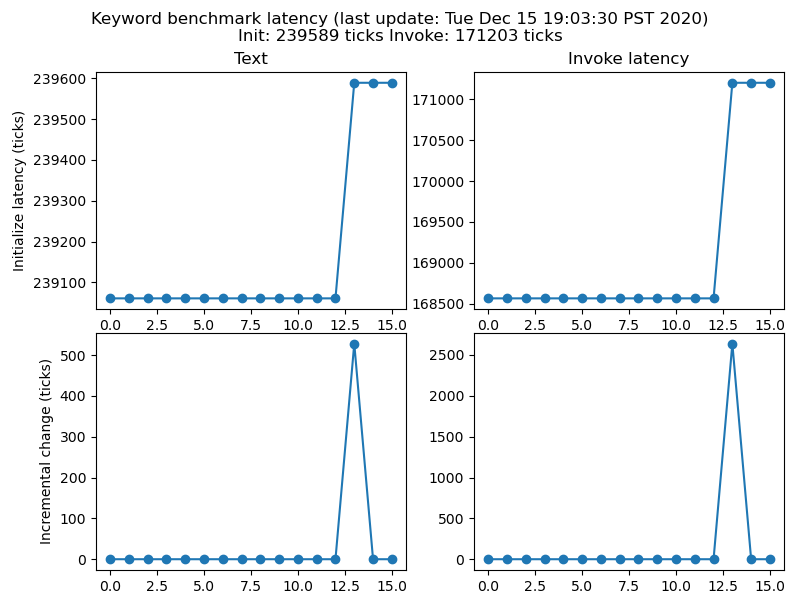 Keyword benchmark latency (last update: Tue Dec 15 19:03:30 PST 2020)
Init: 239589 ticks Invoke: 171203 ticks
Text
Invoke latency
Initialize latency (ticks)
239600
239500
239400
239300
239200
239100
0.0 2.5 5.0 7.5 10.0 12.5 15.0
171000
170500
170000
169500
169000
168500
0.0 2.5 5.0 7.5 10.0 12.5 15.0
Incremental change (ticks)
500
400
300
200
100
0
0.0 2.5 5.0 7.5 10.0 12.5 15.0
2500
2000
1500
1000
500
0
0.0 2.5 5.0 7.5 10.0 12.5 15.0